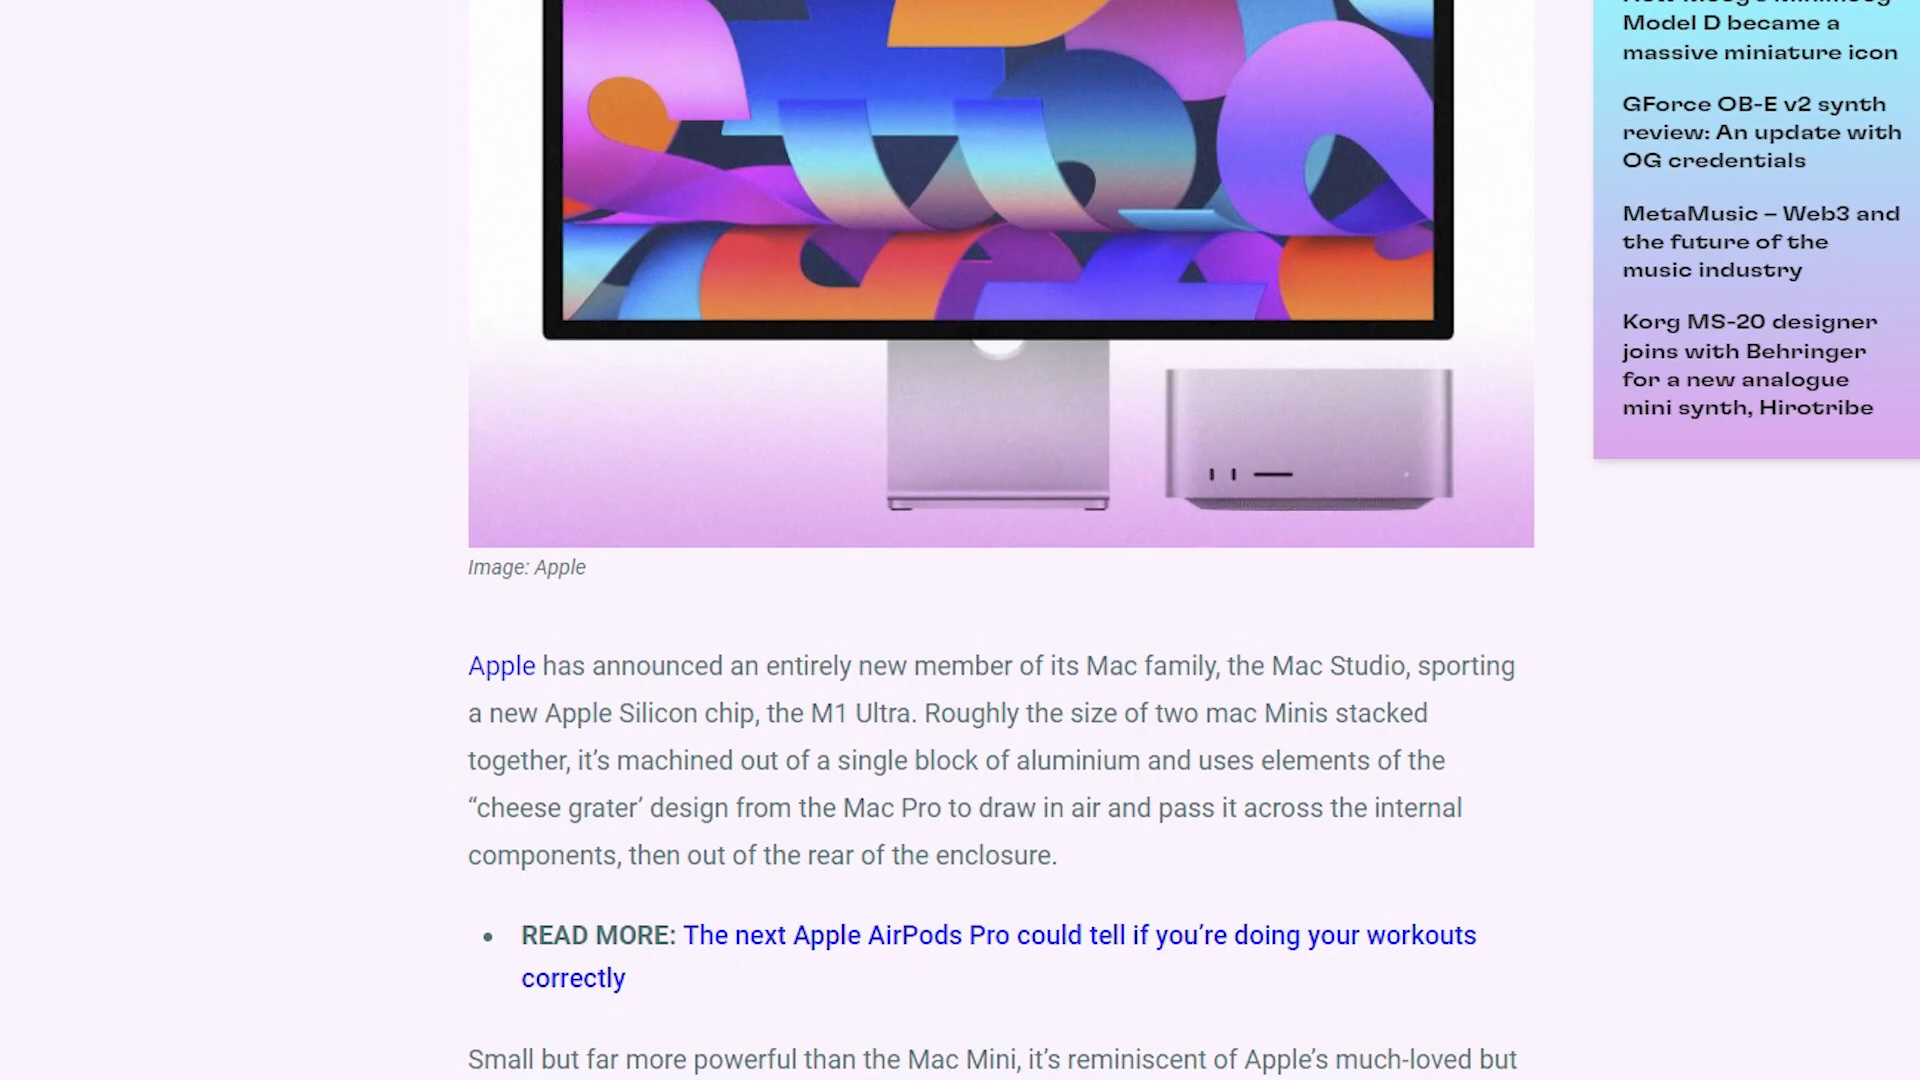 Model D became a
massive miniature icon
GForce OB-E v2 synth
review: An update with
OG credentials
MetaMusic – Web3 and
the future of the
music industry
Korg MS-20 designer
joins with Behringer
for a new analogue
mini synth, Hirotribe
Image: Apple
Apple has announced an entirely new member of its Mac family, the Mac Studio, sporting
a new Apple Silicon chip, the M1 Ultra. Roughly the size of two mac Minis stacked
together, it’s machined out of a single block of aluminium and uses elements of the
“cheese grater’ design from the Mac Pro to draw in air and pass it across the internal
components, then out of the rear of the enclosure.
• READ MORE: The next Apple AirPods Pro could tell if you’re doing your workouts
correctly
Small but far more powerful than the Mac Mini, it’s reminiscent of Apple’s much-loved but